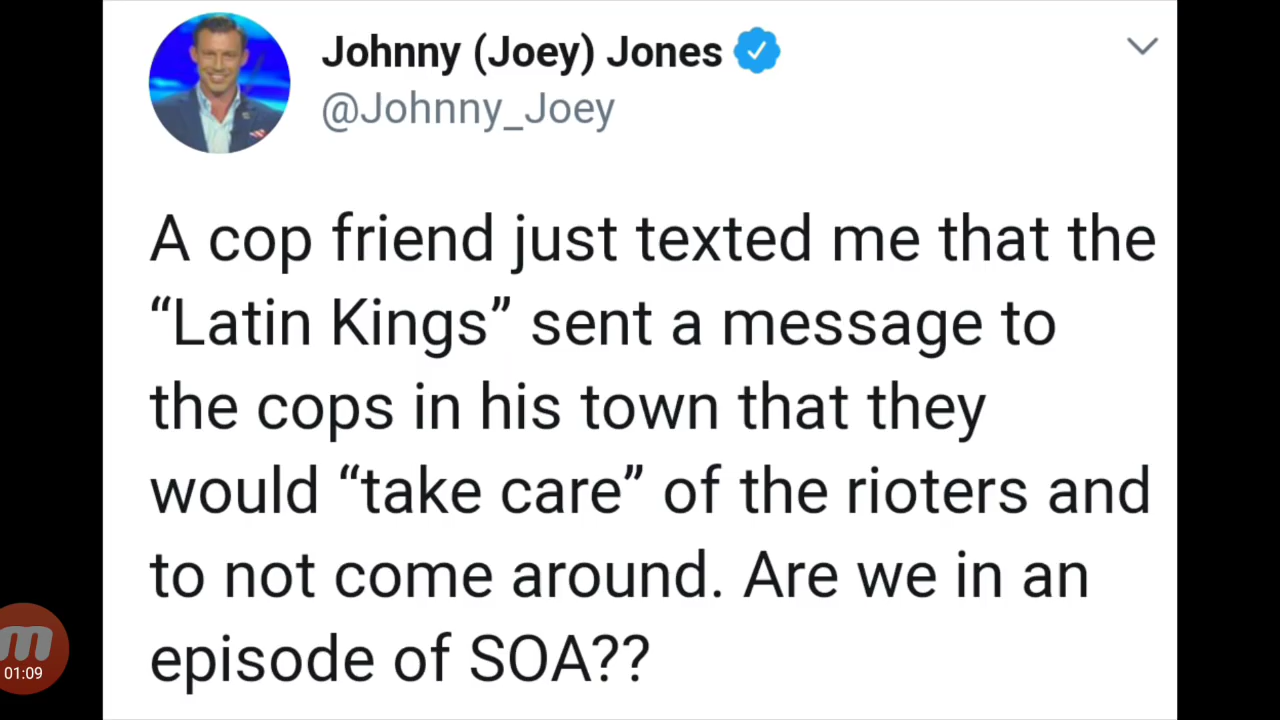 Johnny (Joey) Jones
@Johnny_Joey
A cop friend just texted me that the
“Latin Kings” sent a message to
the cops in his town that they
would “take care” of the rioters and
to not come around. Are we in an
episode of SOA??
m
01:09